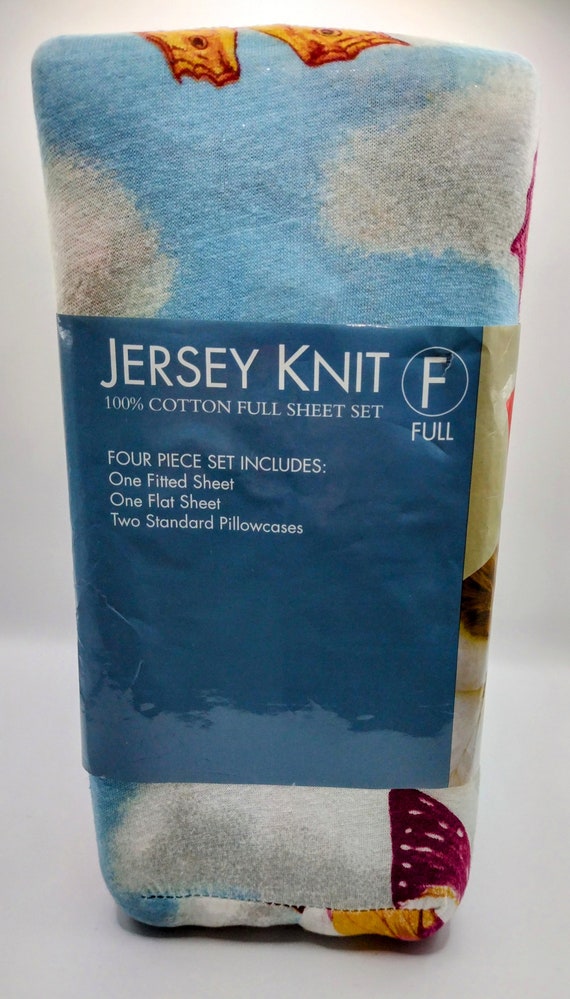 JERSEY KNIT
100% COTTON FULL SHEET SET
F
FULL
FOUR PIECE SET INCLUDES:
One Fitted Sheet
One Flat Sheet
Two Standard Pillowcases